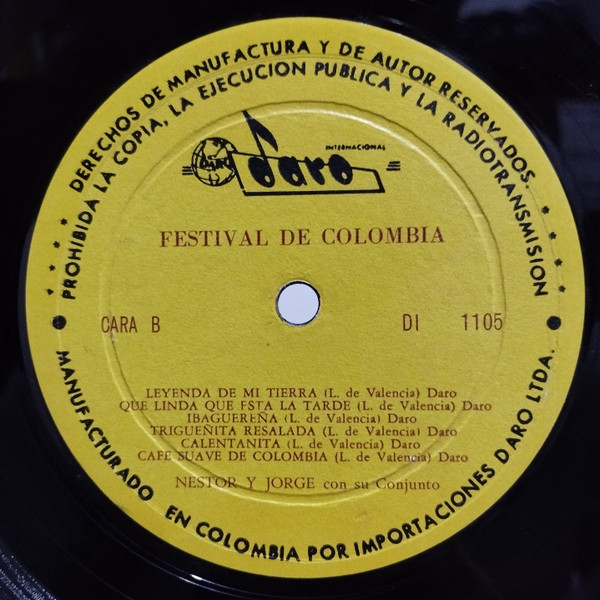 DERECHOS DE MANUFACTURA Y DE AUTOR RESERVADOS.
PROHIBIDA LA COPIA, LA EJECUCION PUBLICA Y LA RADIOTRANSMISION
INTERNACIONAL
DARO
daro
FESTIVAL DE COLOMBIA
CARA B
DI 1105
LEYENDA DE MI TIERRA (L. de Valencia) Daro
QUE LINDA QUE FSTA LA TARDE (L. de Valencia) Daro
IBAGUEREÑA (L. de Valencia) Daro
TRIGUEÑITA RESALADA (L. de Valencia) Daro
CALENTANITA (L. de Valencia) Daro
CAFE SUAVE DE COLOMBIA (L. de Valencia) Daro
NESTOR Y JORGE con su Conjunto
MANUFACTURADO EN COLOMBIA POR IMPORTACIONES DARO LTDA.